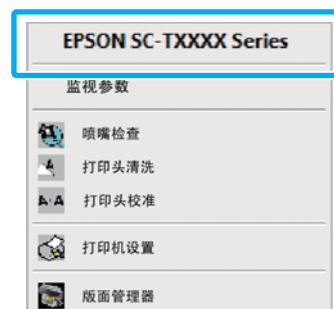 EPSON SC-TXXXX Series
监视参数
喷嘴检查
打印头清洗
打印头校准
打印机设置
版面管理器